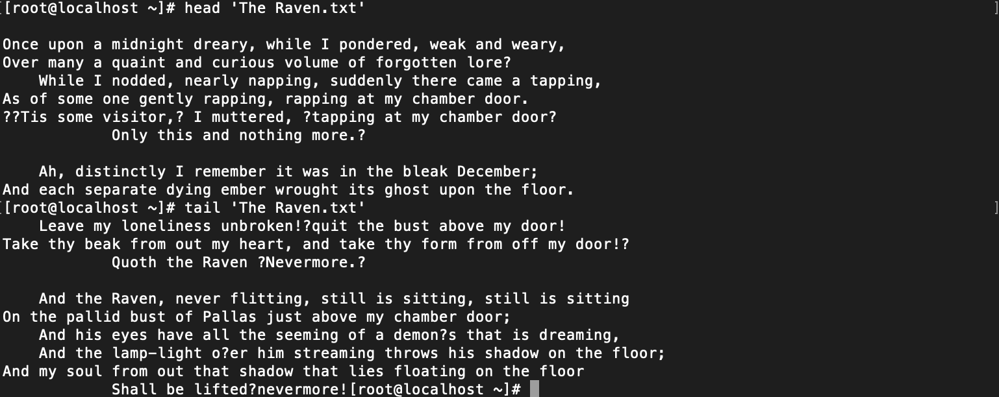 [[root@localhost ~]# head 'The Raven.txt' ]

Once upon a midnight dreary, while I pondered, weak and weary,
Over many a quaint and curious volume of forgotten lore?
    While I nodded, nearly napping, suddenly there came a tapping,
As of some one gently rapping, rapping at my chamber door.
??Tis some visitor,? I muttered, ?tapping at my chamber door?
            Only this and nothing more.?

    Ah, distinctly I remember it was in the bleak December;
And each separate dying ember wrought its ghost upon the floor.
[[root@localhost ~]# tail 'The Raven.txt' ]
    Leave my loneliness unbroken!?quit the bust above my door!
Take thy beak from out my heart, and take thy form from off my door!?
            Quoth the Raven ?Nevermore.?

    And the Raven, never flitting, still is sitting, still is sitting
On the pallid bust of Pallas just above my chamber door;
    And his eyes have all the seeming of a demon?s that is dreaming,
    And the lamp-light o?er him streaming throws his shadow on the floor;
And my soul from out that shadow that lies floating on the floor
            Shall be lifted?nevermore![root@localhost ~]#